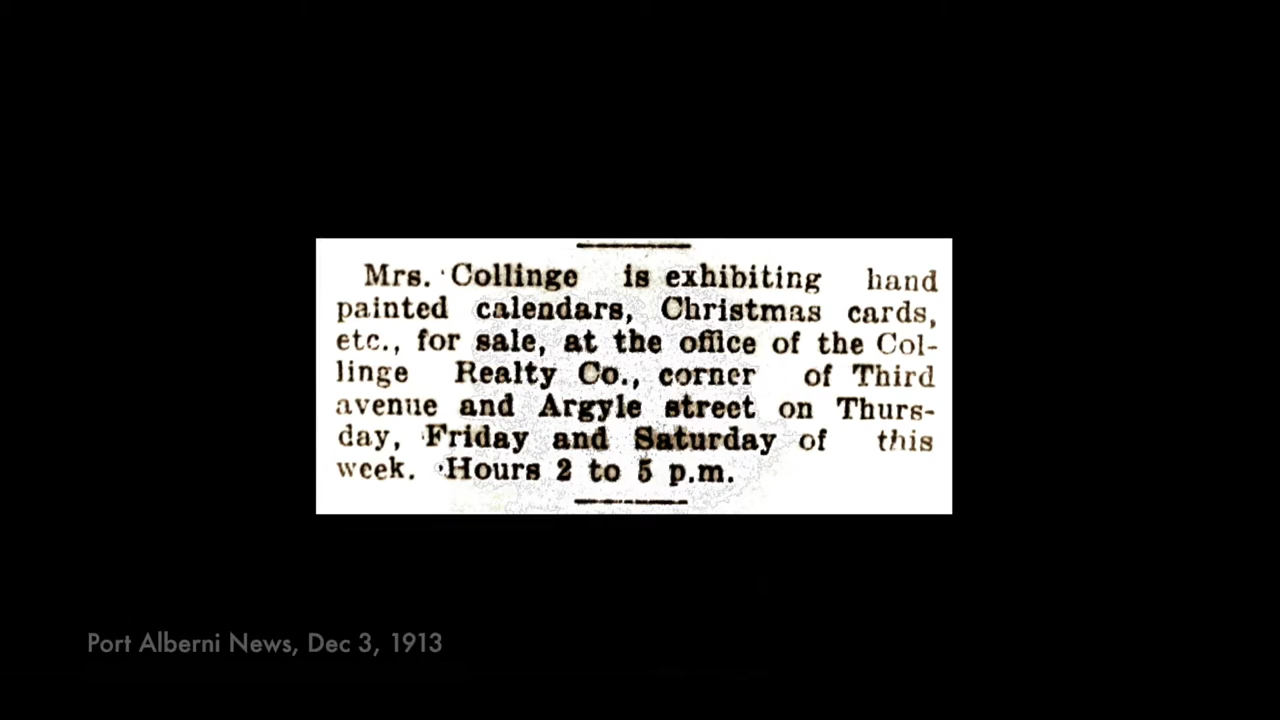 Mrs. Collinge is exhibiting hand
painted calendars, Christmas cards,
etc., for sale, at the office of the Col-
linge Realty Co., corner of Third
avenue and Argyle street on Thurs-
day, Friday and Saturday of this
week. Hours 2 to 5 p.m.
Port Alberni News, Dec 3, 1913